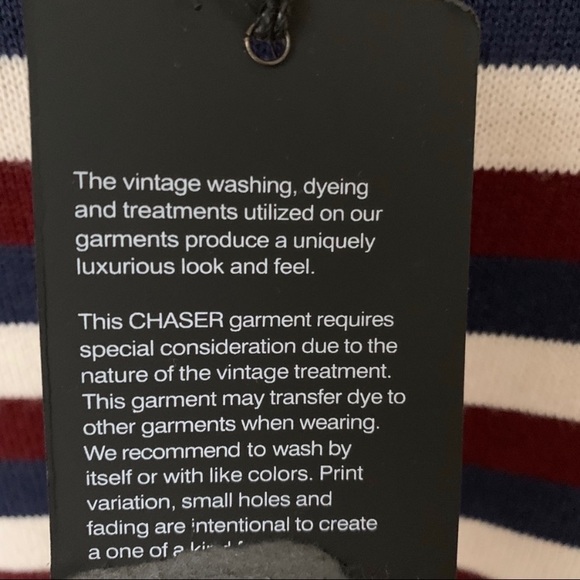 The vintage washing, dyeing
and treatments utilized on our
garments produce a uniquely
luxurious look and feel.
This CHASER garment requires
special consideration due to the
nature of the vintage treatment.
This garment may transfer dye to
other garments when wearing.
We recommend to wash by
itself or with like colors. Print
variation, small holes and
fading are intentional to create
a one of a